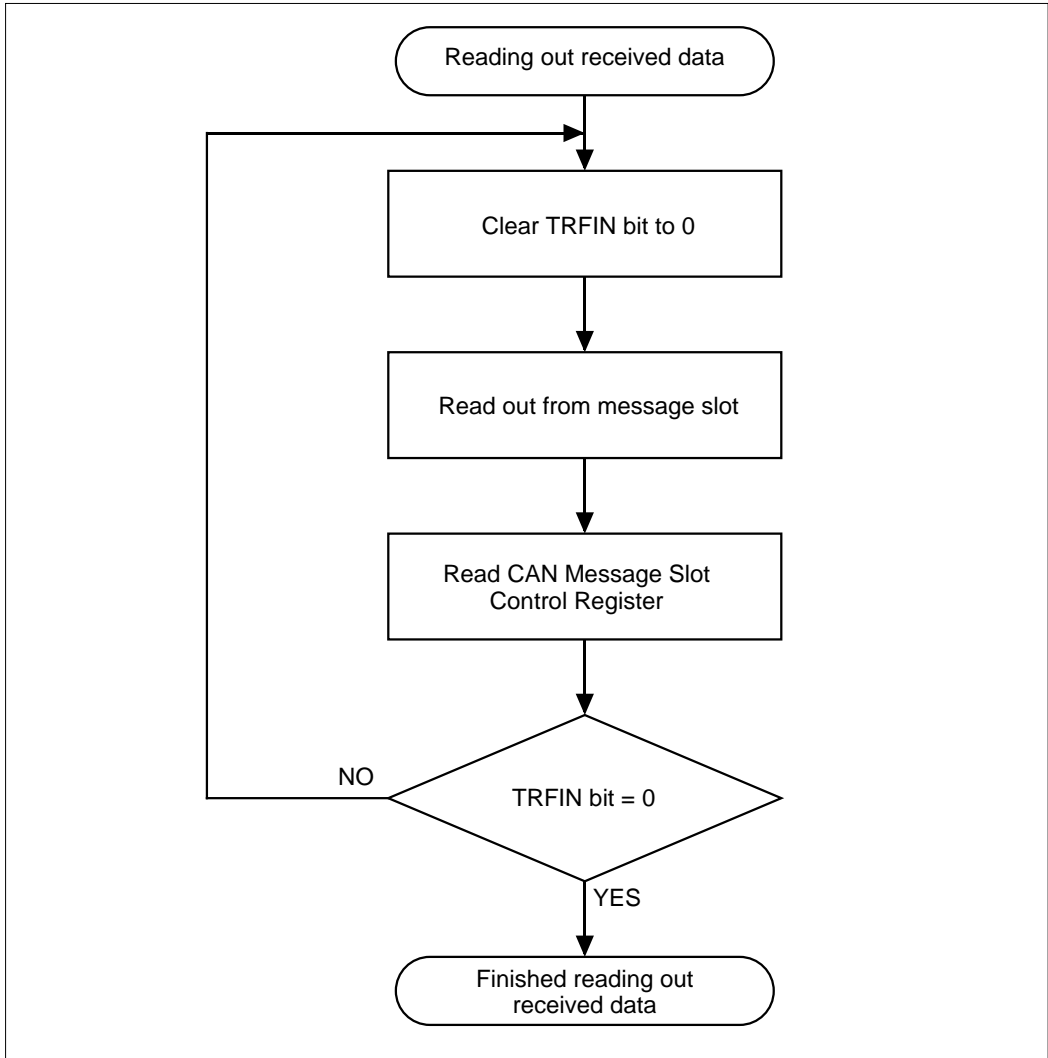 Reading out received data
Clear TRFIN bit to 0
Read out from message slot
Read CAN Message Slot
Control Register
NO
TRFIN bit = 0
YES
Finished reading out
received data